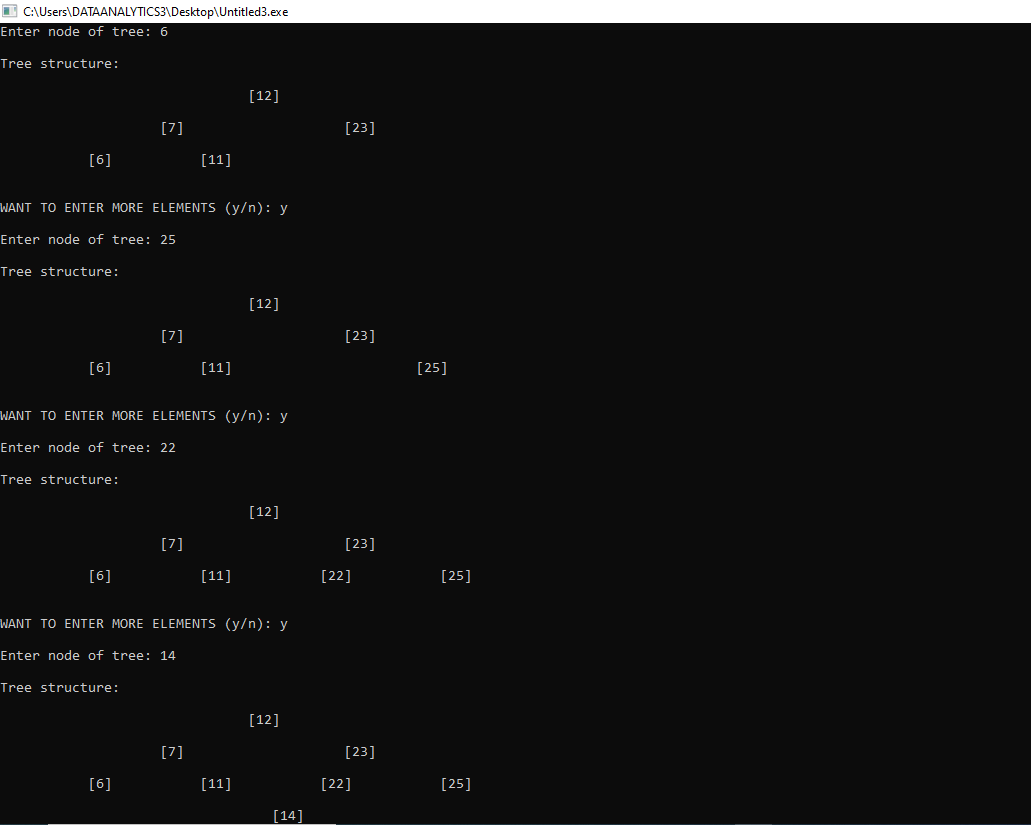 C:\Users\DATAANALYTICS3\Desktop\Untitled3.exe
Enter node of tree: 6
Tree structure:
[12]
[7] [23]
[6] [11]
WANT TO ENTER MORE ELEMENTS (y/n): y
Enter node of tree: 25
Tree structure:
[12]
[7] [23]
[6] [11] [25]
WANT TO ENTER MORE ELEMENTS (y/n): y
Enter node of tree: 22
Tree structure:
[12]
[7] [23]
[6] [11] [22] [25]
WANT TO ENTER MORE ELEMENTS (y/n): y
Enter node of tree: 14
Tree structure:
[12]
[7] [23]
[6] [11] [22] [25]
[14]